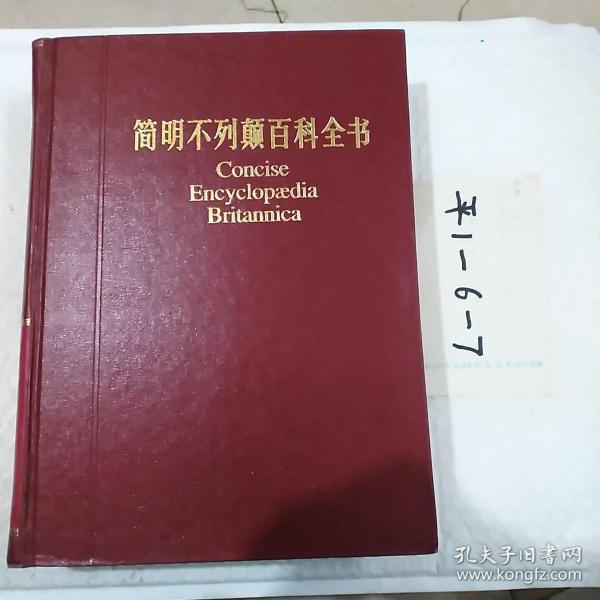 简明不列颠百科全书
Concise
Encyclopædia
Britannica
平1-6-7
孔夫子旧书网
www.kongfz.com